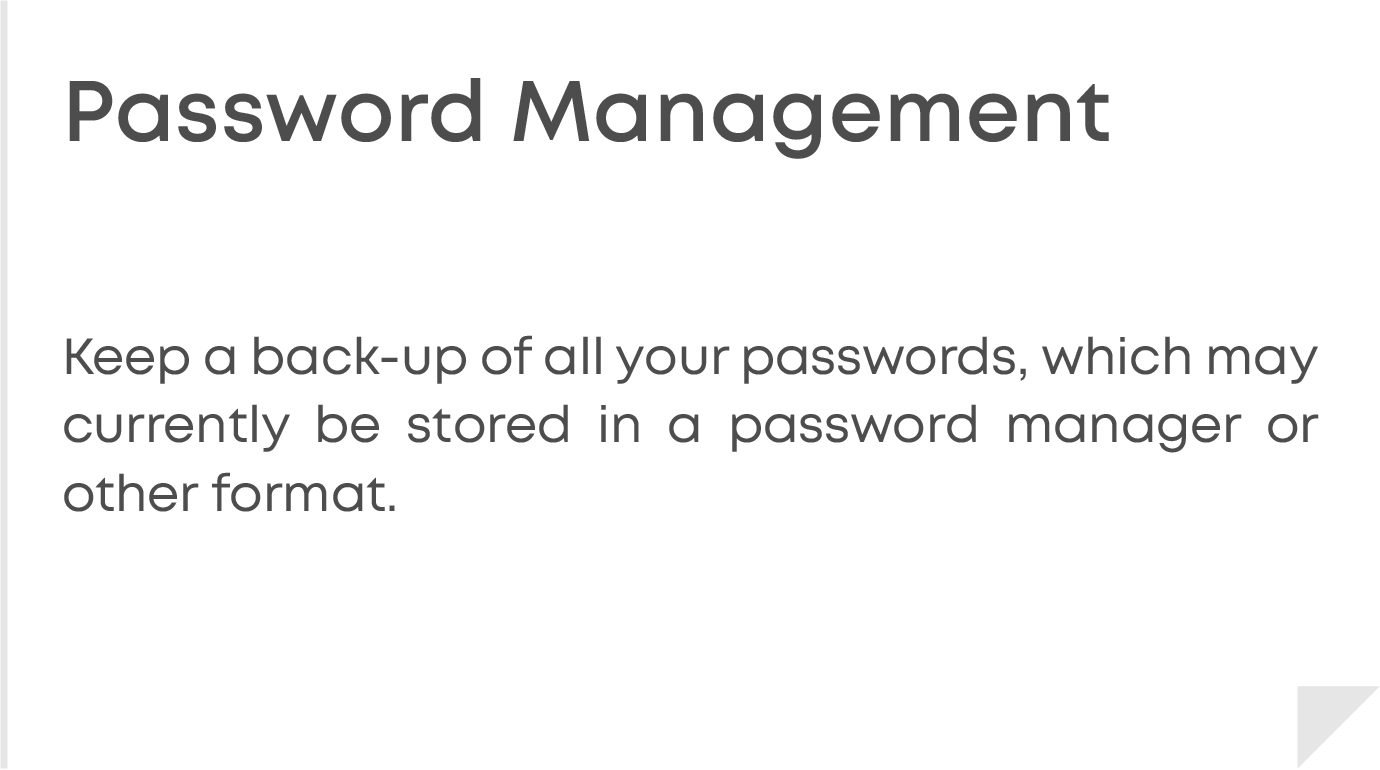 Password Management
Keep a back-up of all your passwords, which may
currently be stored in a password manager or
other format.